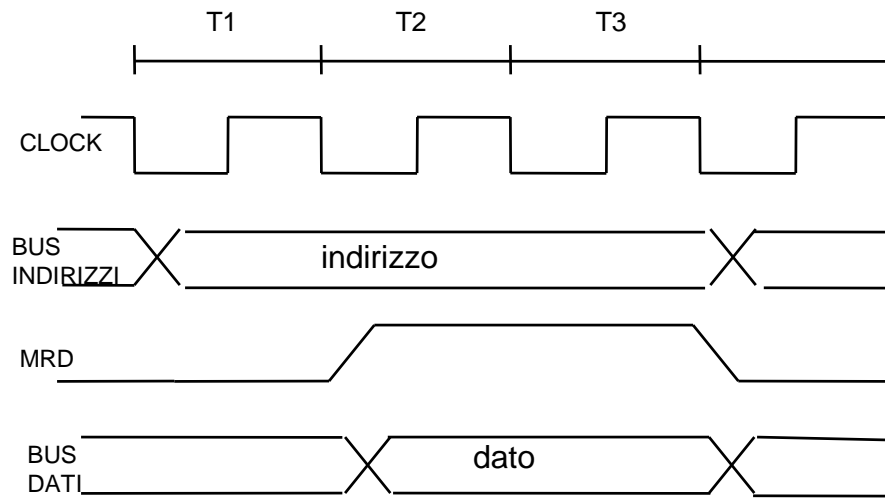 T1 T2 T3
CLOCK
BUS
INDIRIZZI
indirizzo
MRD
BUS
DATI
dato